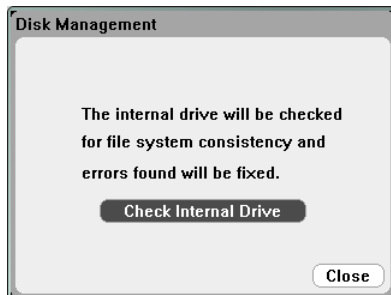 Disk Management
The internal drive will be checked
for file system consistency and
errors found will be fixed.
Check Internal Drive
Close